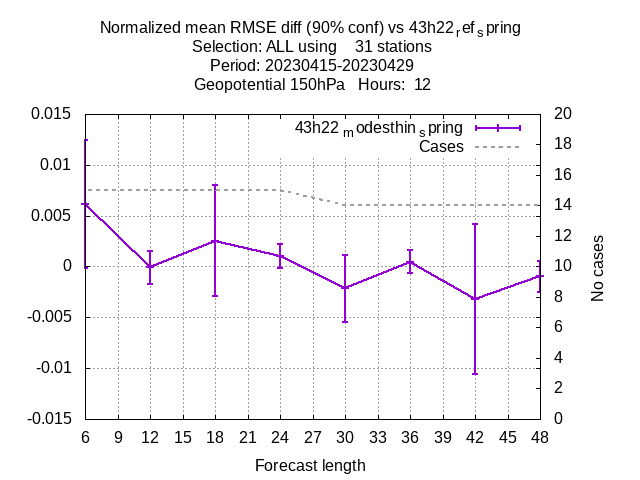 Normalized mean RMSE diff (90% conf) vs 43h22refspring
Selection: ALL using    31 stations
Period: 20230415-20230429
Geopotential 150hPa   Hours:  12
43h22modesthinspring
Cases
0.015
0.01
0.005
0
-0.005
-0.01
-0.015
20
18
16
14
12
10
8
6
4
2
0
No cases
6 9 12 15 18 21 24 27 30 33 36 39 42 45 48
Forecast length